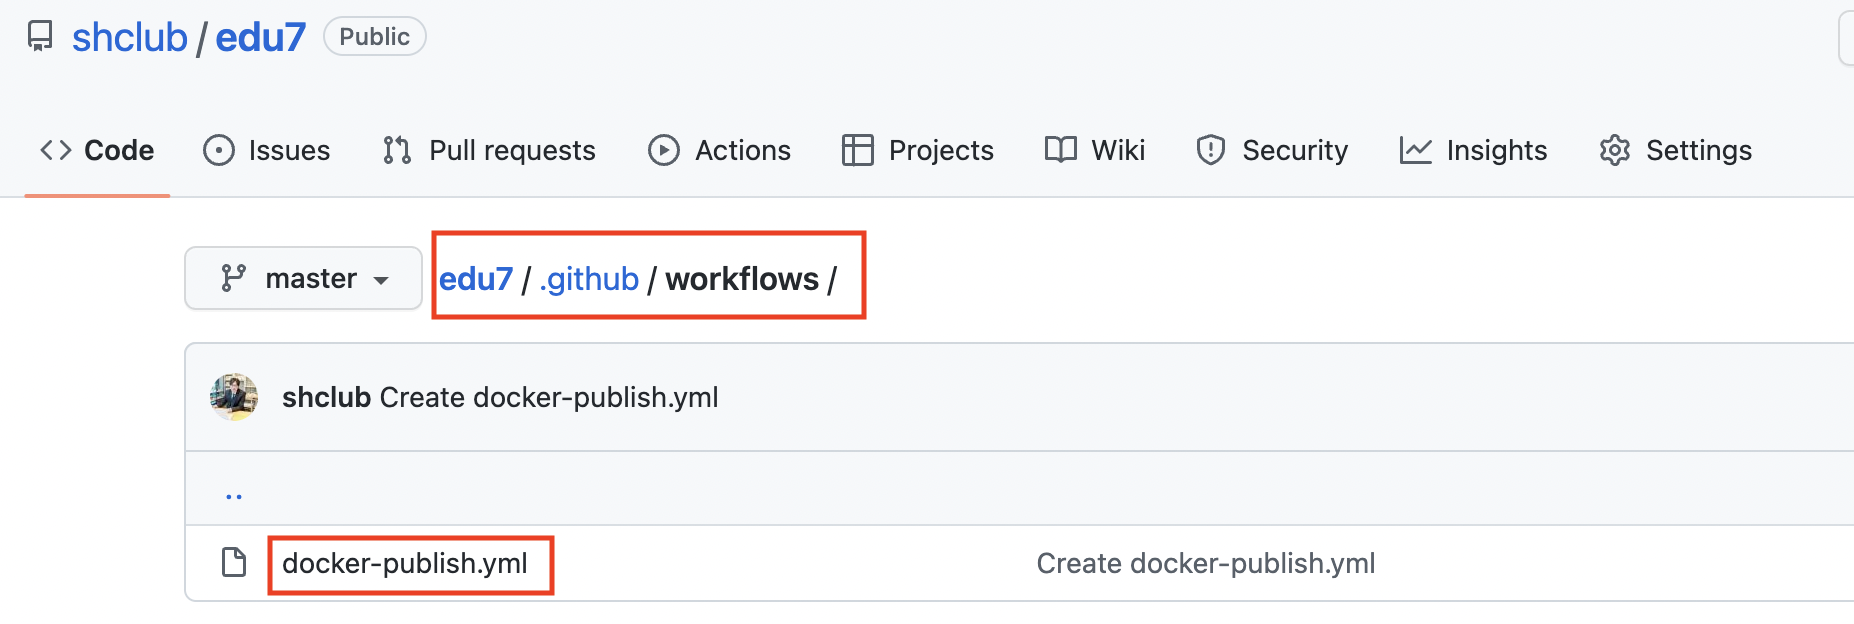 shclub / edu7 Public
Code Issues Pull requests Actions Projects Wiki Security Insights Settings
master edu7 / .github / workflows /
shclub Create docker-publish.yml
..
docker-publish.yml Create docker-publish.yml